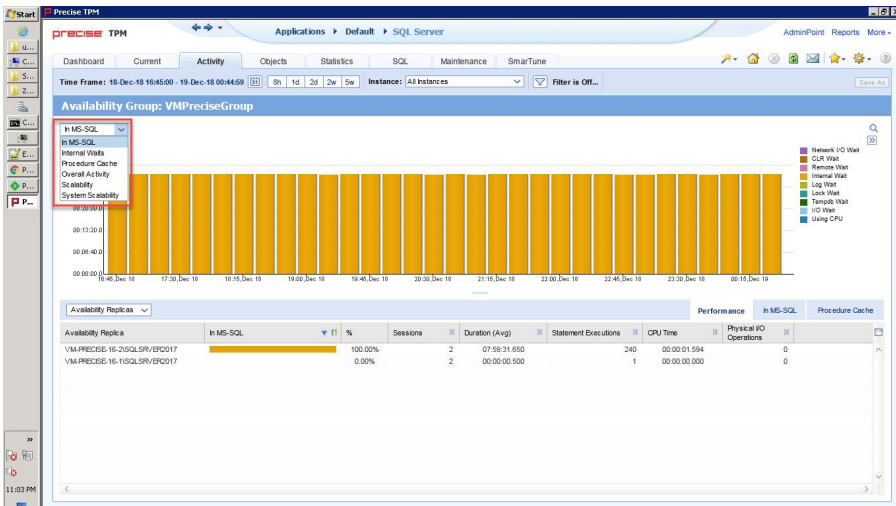 Start
Precise TPM
PRECISE TPM
Applications Default SQL Server
AdminPoint Reports More
Dashboard Current Activity Objects Statistics SQL Maintenance SmarTune
Time Frame: 18-Dec-18 16:45:00 - 19-Dec-18 00:44:59 8h 1d 2d 2w 5w Instance: All Instances Filter is Off... Save As
Availability Group: VMPreciseGroup
In MS-SQL
In MS-SQL
Internal Waits
Procedure Cache
Overall Activity
Scalability
System Scalability
00:20:00.0
00:13:20.0
00:06:40.0
00:00:00.0
16:45,Dec 18 17:30,Dec 18 18:15,Dec 18 19:00,Dec 18 19:45,Dec 18 20:30,Dec 18 21:15,Dec 18 22:00,Dec 18 22:45,Dec 18 23:30,Dec 18 00:15,Dec 19
Network I/O Wait
CLR Wait
Remote Wait
Internal Wait
Log Wait
Lock Wait
Tempdb Wait
I/O Wait
Using CPU
Availability Replicas Performance In MS-SQL Procedure Cache
Availability Replica In MS-SQL % Sessions Duration (Avg) Statement Executions CPU Time Physical I/O Operations
VM-PRECISE-16-2\SQLSRVER2017 100.00% 2 07:59:31.650 240 00:00:01.594 0
VM-PRECISE-16-1\SQLSRVER2017 0.00% 2 00:00:00.500 1 00:00:00.000 0
u...
C...
S...
2...
C...
E...
P...
P...
P...
11:03 PM